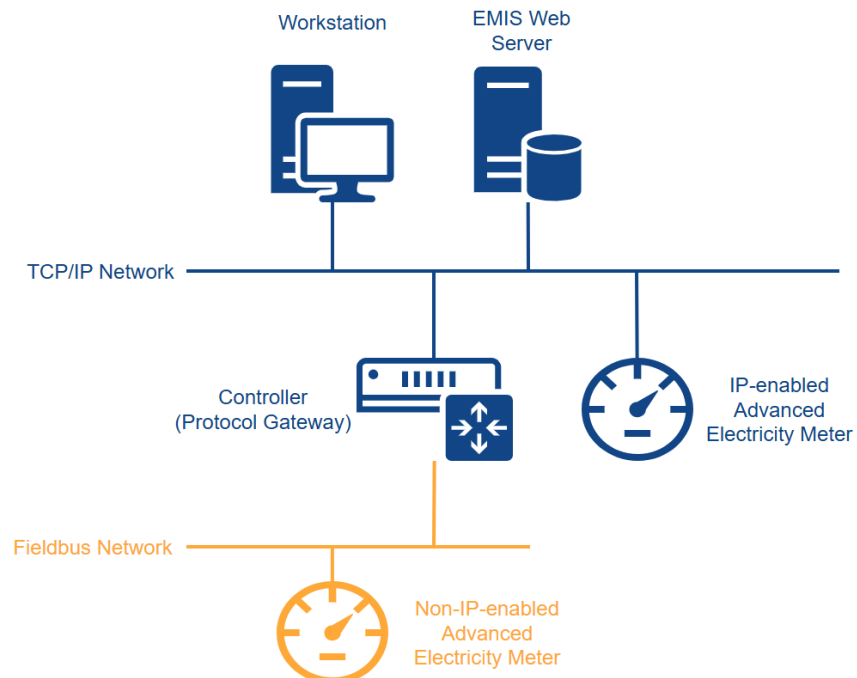 Workstation
EMIS Web
Server
TCP/IP Network
Controller
(Protocol Gateway)
IP-enabled
Advanced
Electricity Meter
Fieldbus Network
Non-IP-enabled
Advanced
Electricity Meter